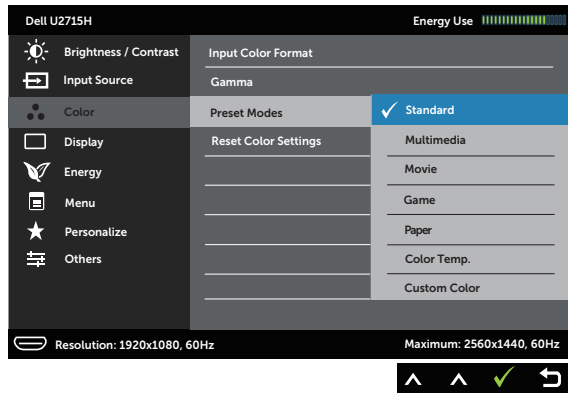 Dell U2715H Energy Use
Brightness / Contrast Input Color Format
Input Source Gamma
Color Preset Modes Standard
Display Reset Color Settings Multimedia
Energy Movie
Menu Game
Personalize Paper
Others Color Temp.
Custom Color
Resolution: 1920x1080, 60Hz Maximum: 2560x1440, 60Hz